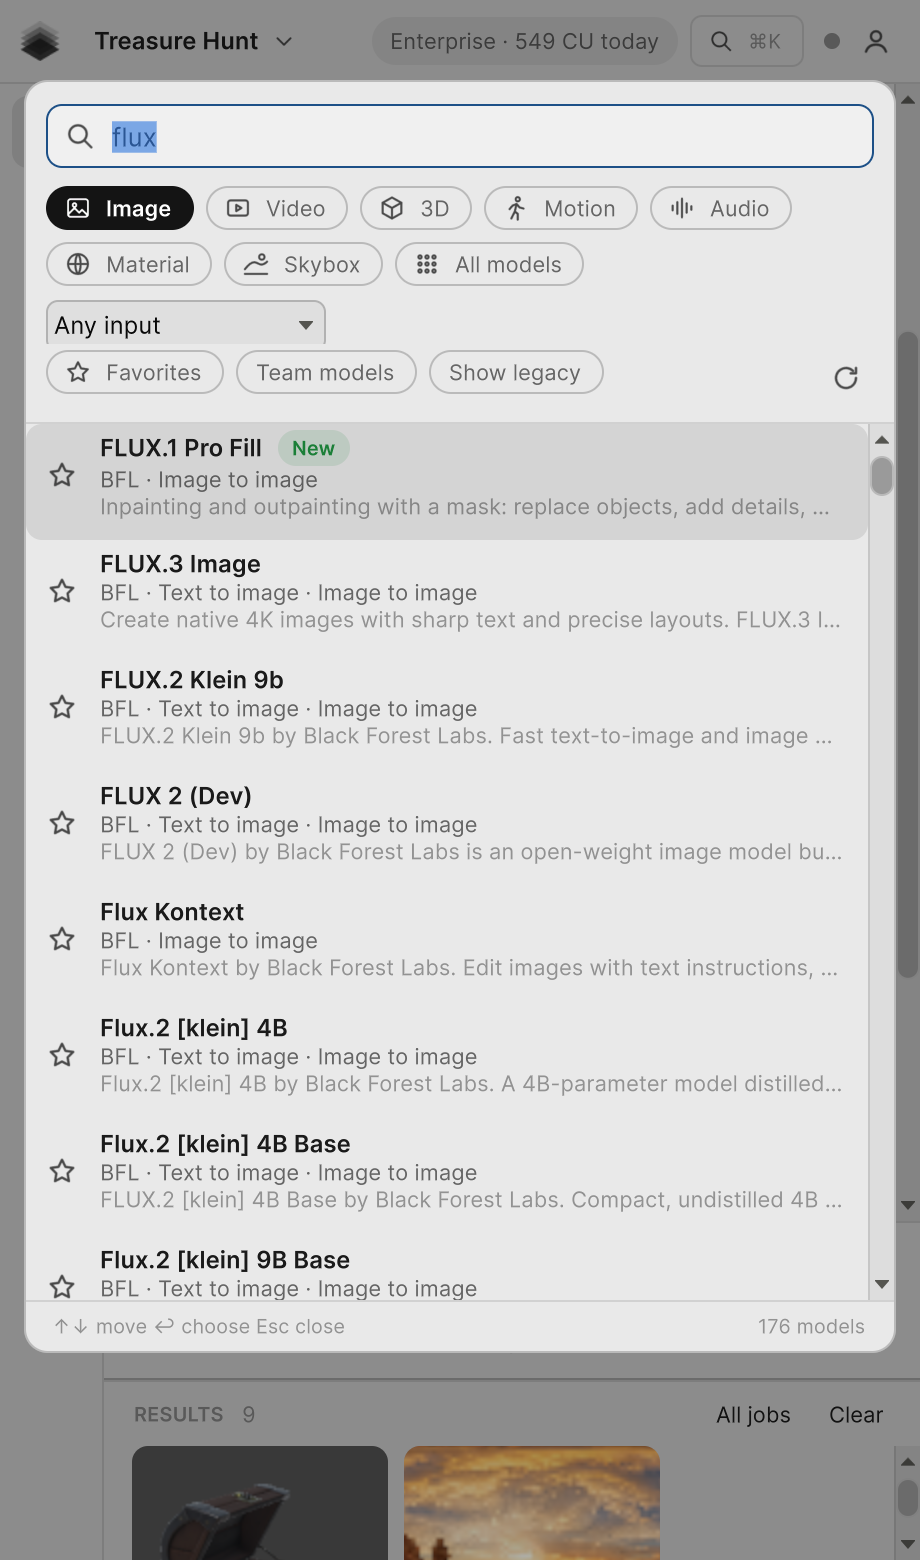 Treasure Hunt
Enterprise · 549 CU today
⌘K
flux
Image
Video
3D
Motion
Audio
Material
Skybox
All models
Any input
Favorites
Team models
Show legacy
FLUX.1 Pro Fill New
BFL · Image to image
Inpainting and outpainting with a mask: replace objects, add details, ...
FLUX.3 Image
BFL · Text to image · Image to image
Create native 4K images with sharp text and precise layouts. FLUX.3 I...
FLUX.2 Klein 9b
BFL · Text to image · Image to image
FLUX.2 Klein 9b by Black Forest Labs. Fast text-to-image and image ...
FLUX 2 (Dev)
BFL · Text to image · Image to image
FLUX 2 (Dev) by Black Forest Labs is an open-weight image model bu...
Flux Kontext
BFL · Image to image
Flux Kontext by Black Forest Labs. Edit images with text instructions, ...
Flux.2 [klein] 4B
BFL · Text to image · Image to image
Flux.2 [klein] 4B by Black Forest Labs. A 4B-parameter model distilled...
Flux.2 [klein] 4B Base
BFL · Text to image · Image to image
FLUX.2 [klein] 4B Base by Black Forest Labs. Compact, undistilled 4B ...
Flux.2 [klein] 9B Base
BFL · Text to image · Image to image
↑↓ move ↩ choose Esc close
176 models
RESULTS 9
All jobs
Clear